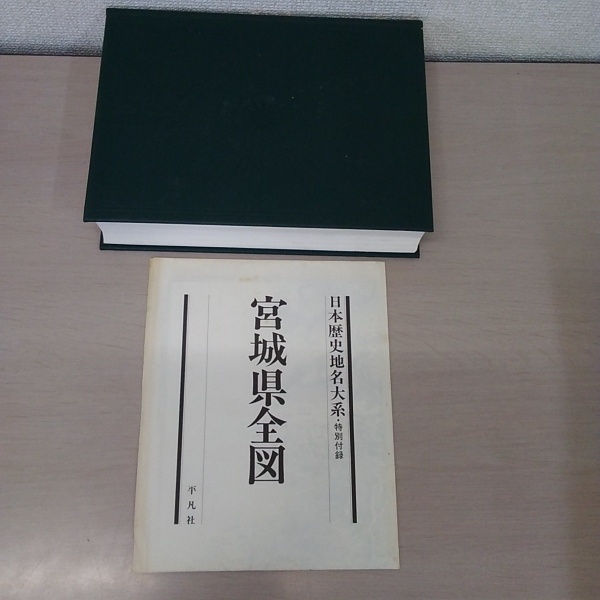 日本歴史地名大系・特別付録
宮城県全図
平凡社